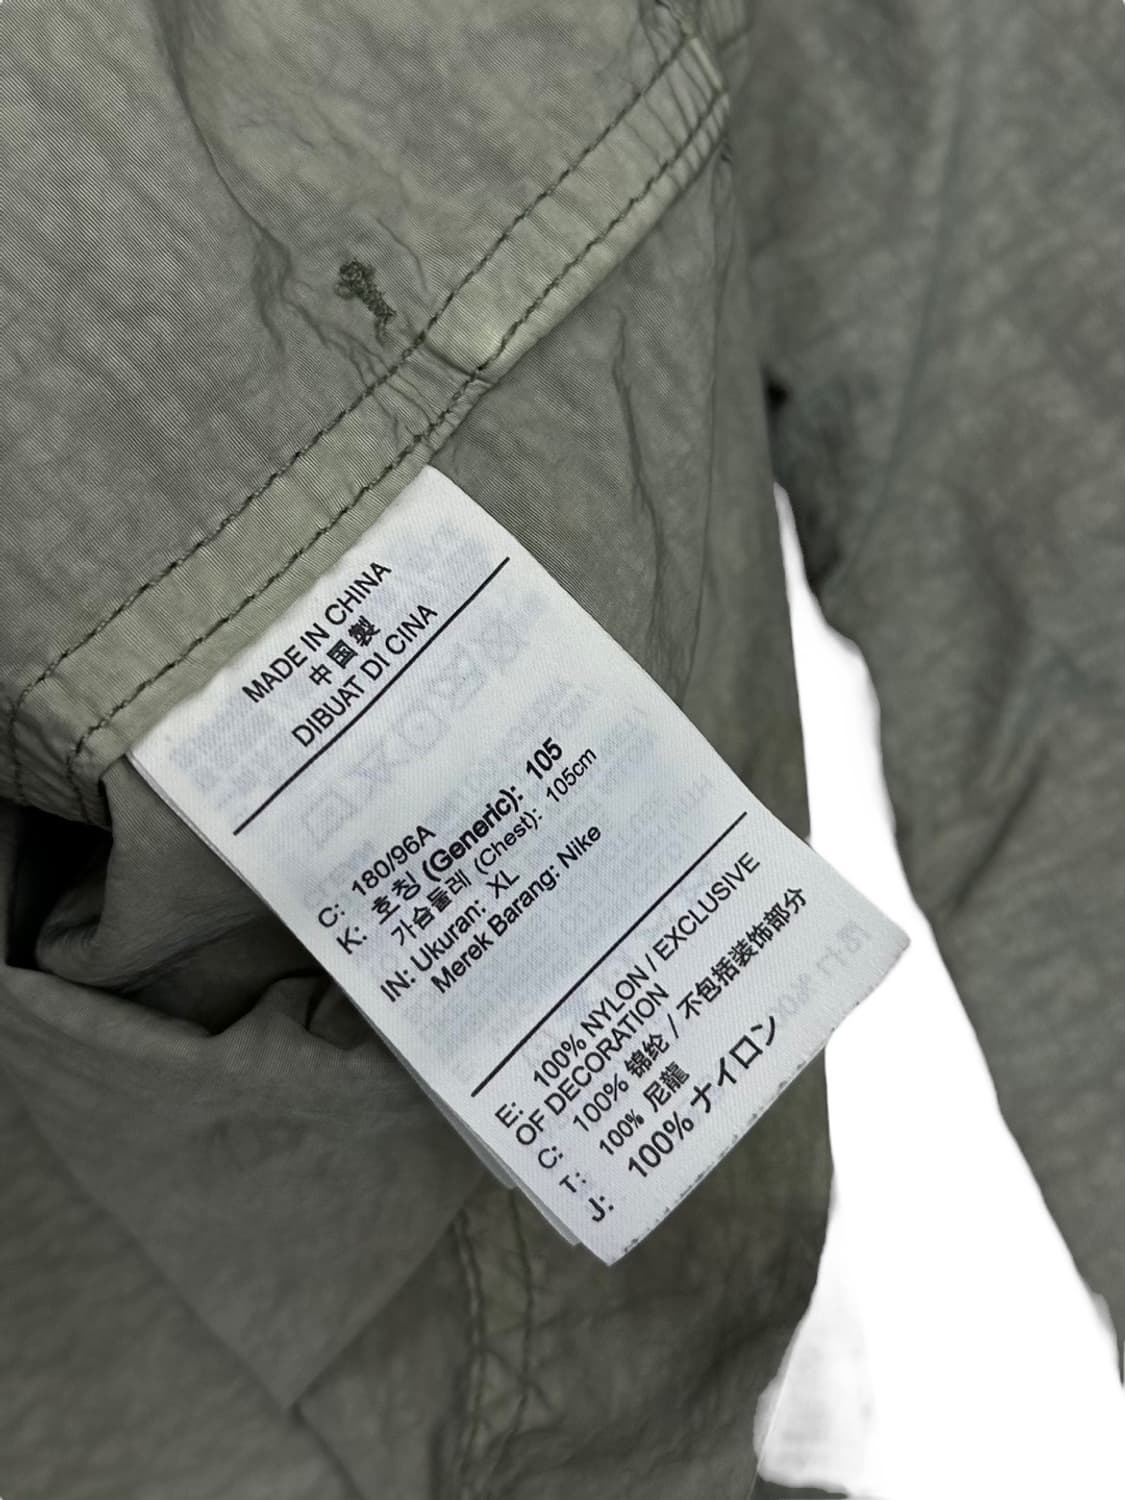 MADE IN CHINA
中国製
DIBUAT DI CINA
C: 180/96A
K: 호칭 (Generic): 105
가슴둘레 (Chest): 105cm
IN: Ukuran: XL
Merek Barang: Nike
E: 100% NYLON / EXCLUSIVE
OF DECORATION
C: 100% 锦纶 / 不包括装饰部分
T: 100% 尼龍
J: 100% ナイロン